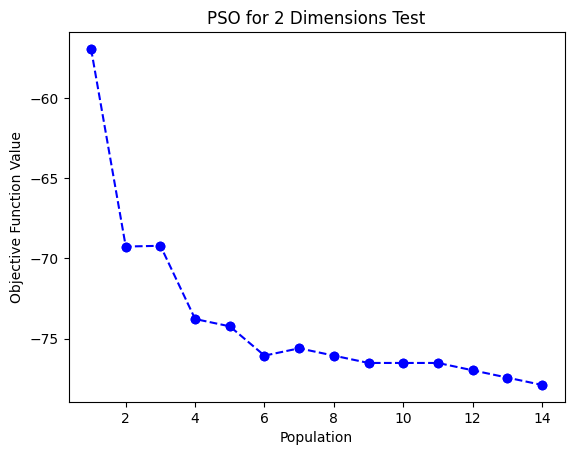 PSO for 2 Dimensions Test
Objective Function Value
−60
−65
−70
−75
2 4 6 8 10 12 14
Population